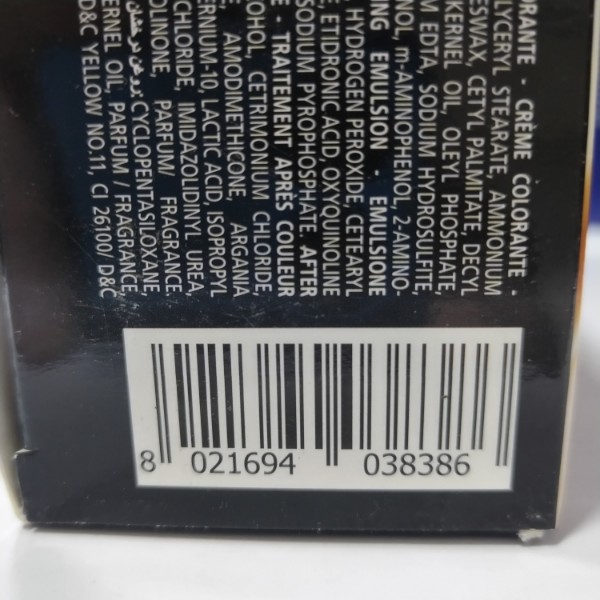 ORANTE - CRÈME COLORANTE -
GLYCERYL STEARATE, AMMONIUM
ESWAX, CETYL PALMITATE, DECYL
KERNEL OIL, OLEYL PHOSPHATE,
M EDTA, SODIUM HYDROSULFITE,
NOL, m-AMINOPHENOL, 2-AMINO-
ING EMULSION - EMULSIONE
HYDROGEN PEROXIDE, CETEARYL
ETIDRONIC ACID, OXYQUINOLINE
SODIUM PYROPHOSPHATE. AFTER
E - TRAITEMENT APRÈS COULEUR
OHOL, CETRIMONIUM CHLORIDE,
AMODIMETHICONE, ARGANIA
ERNIUM-10, LACTIC ACID, ISOPROPYL
CHLORIDE, IMIDAZOLIDINYL UREA,
OLINONE, PARFUM/ FRAGRANCE
CYCLOPENTASILOXANE,
ERNEL OIL, PARFUM / FRAGRANCE,
D&C YELLOW NO.11, CI 26100/ D&C
8 021694 038386